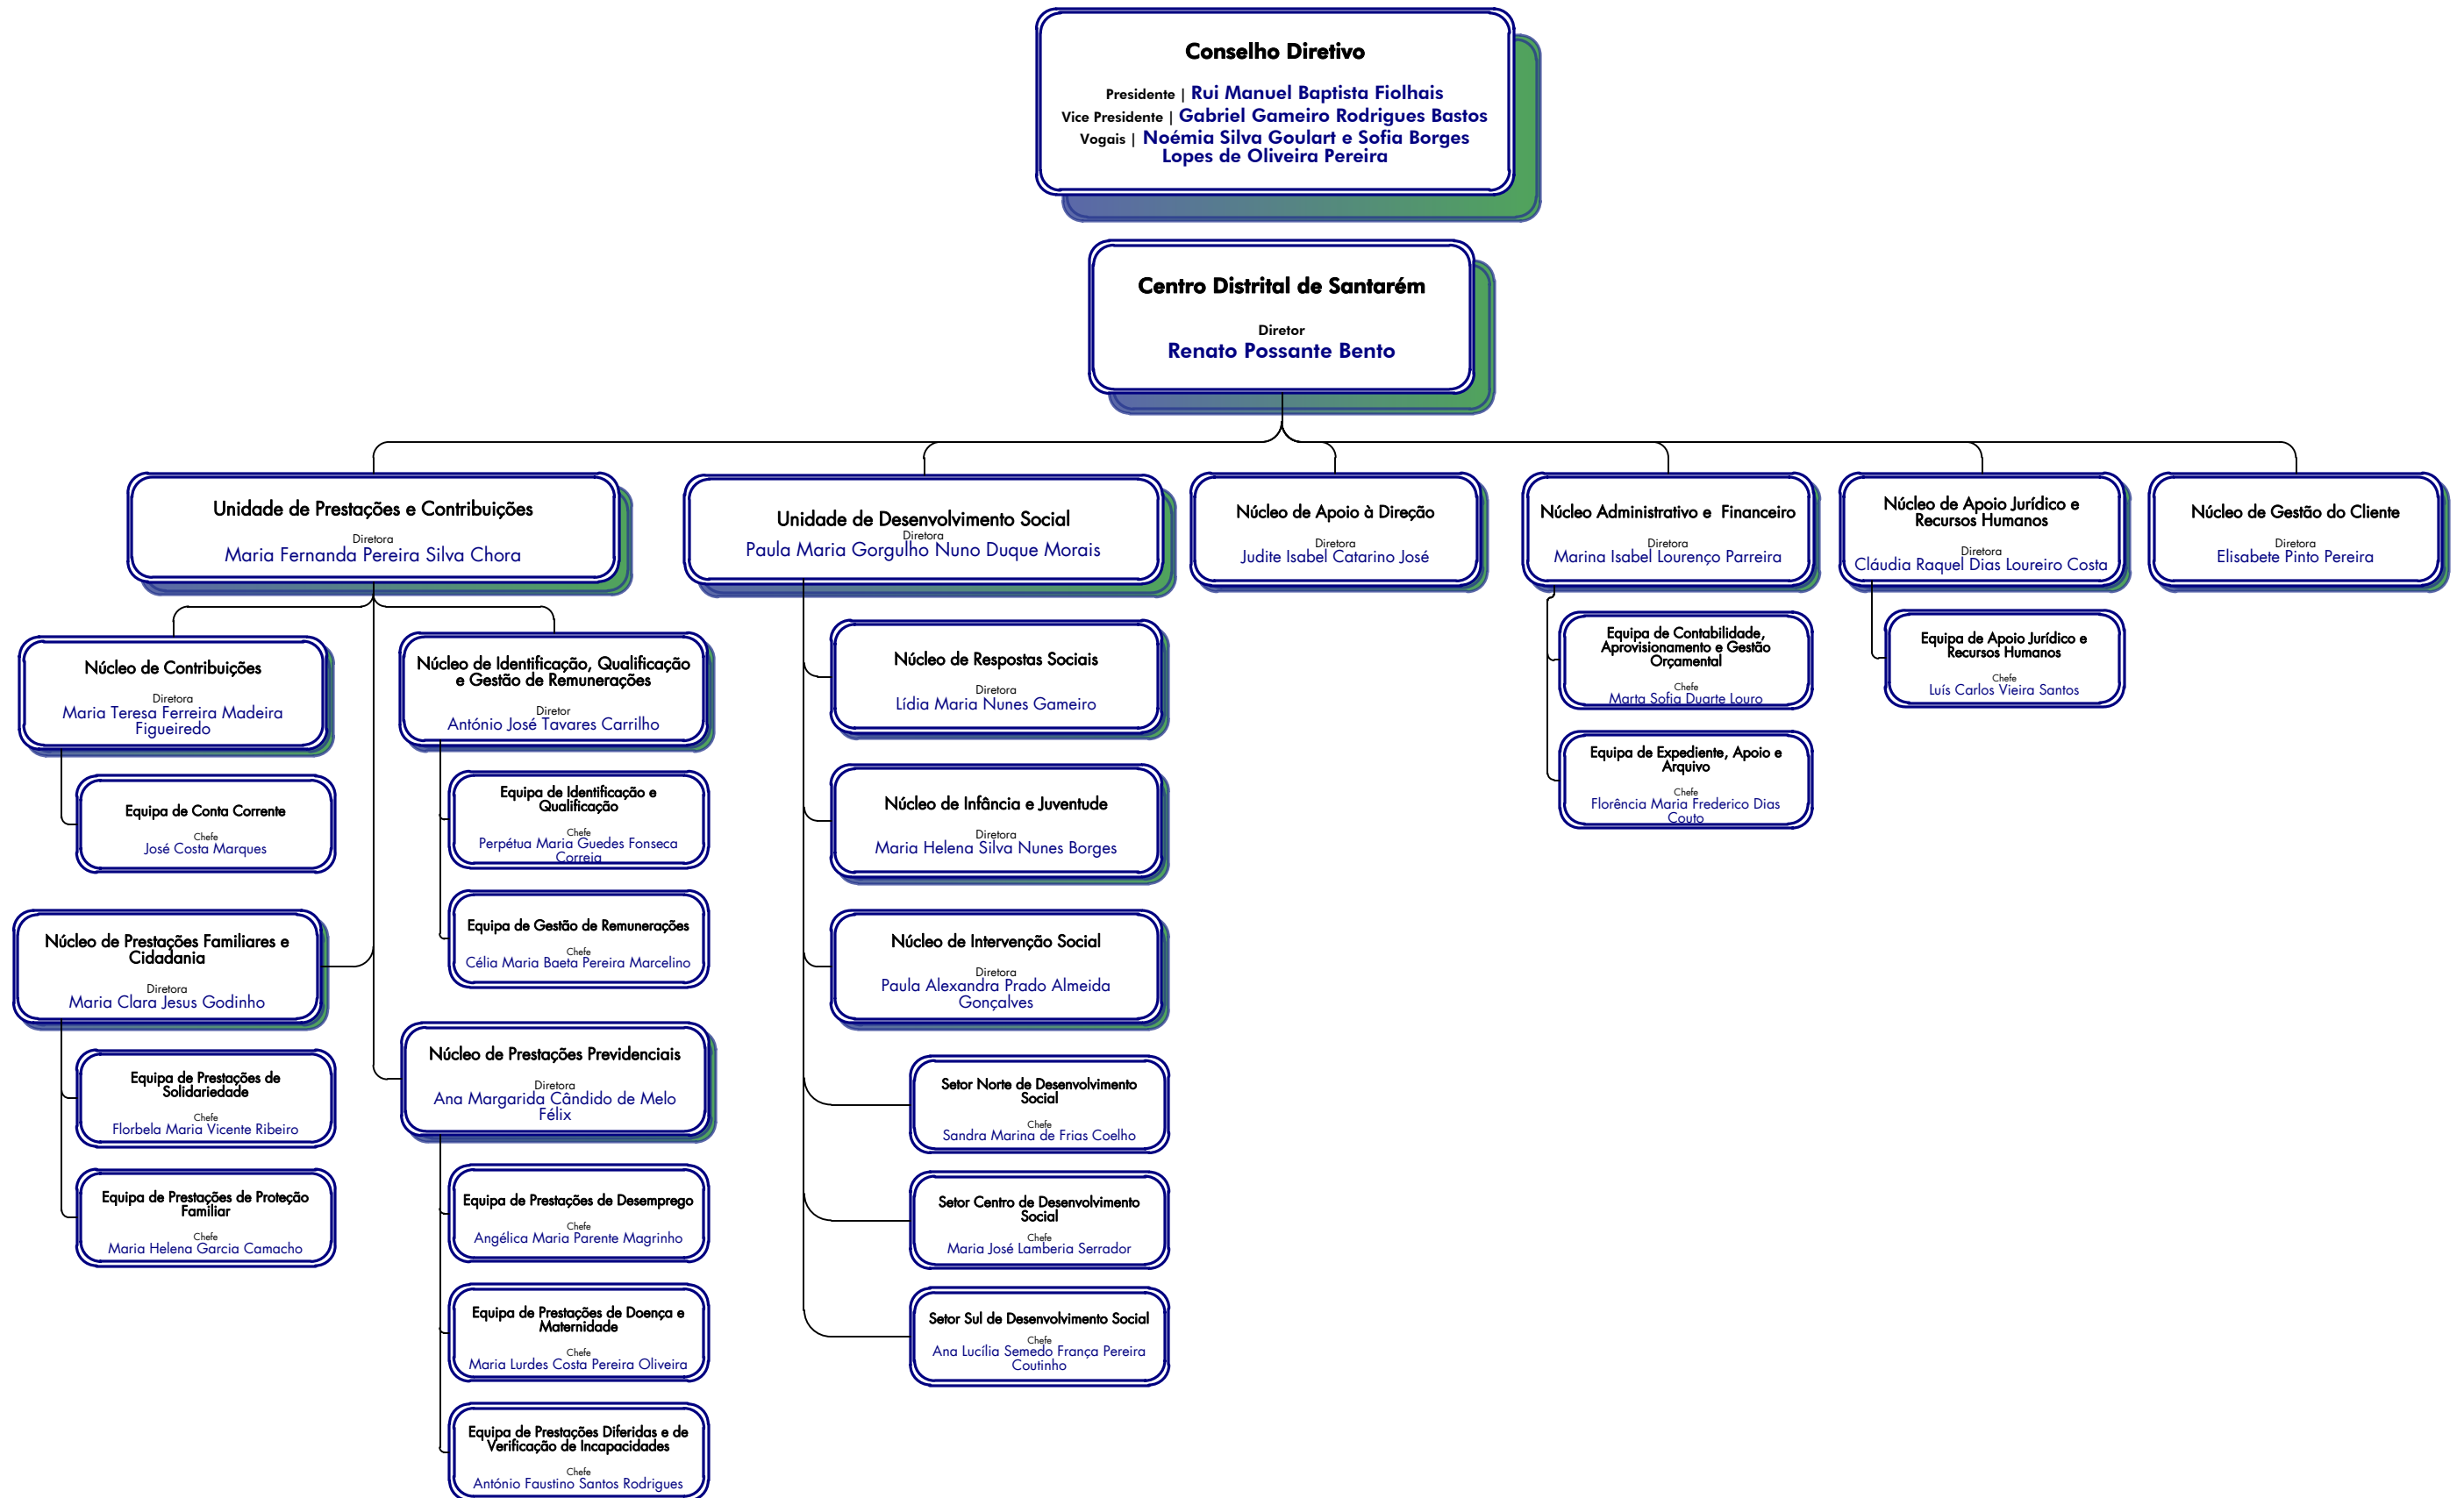 Conselho Diretivo
Presidente | Rui Manuel Baptista Fiolhais
Vice Presidente | Gabriel Gameiro Rodrigues Bastos
Vogais | Noémia Silva Goulart e Sofia Borges
Lopes de Oliveira Pereira
Centro Distrital de Santarém
Diretor
Renato Possante Bento
Unidade de Prestações e Contribuições
Diretora
Maria Fernanda Pereira Silva Chora
Unidade de Desenvolvimento Social
Diretora
Paula Maria Gorgulho Nuno Duque Morais
Núcleo de Apoio à Direção
Diretora
Judite Isabel Catarino José
Núcleo Administrativo e  Financeiro
Diretora
Marina Isabel Lourenço Parreira
Núcleo de Apoio Jurídico e
Recursos Humanos
Diretora
Cláudia Raquel Dias Loureiro Costa
Núcleo de Gestão do Cliente
Diretora
Elisabete Pinto Pereira
Núcleo de Contribuições
Diretora
Maria Teresa Ferreira Madeira
Figueiredo
Equipa de Conta Corrente
Chefe
José Costa Marques
Núcleo de Prestações Familiares e
Cidadania
Diretora
Maria Clara Jesus Godinho
Equipa de Prestações de
Solidariedade
Chefe
Florbela Maria Vicente Ribeiro
Equipa de Prestações de Proteção
Familiar
Chefe
Maria Helena Garcia Camacho
Núcleo de Identificação, Qualificação
e Gestão de Remunerações
Diretor
António José Tavares Carrilho
Equipa de Identificação e
Qualificação
Chefe
Perpétua Maria Guedes Fonseca
Correia
Equipa de Gestão de Remunerações
Chefe
Célia Maria Baeta Pereira Marcelino
Núcleo de Prestações Previdenciais
Diretora
Ana Margarida Cândido de Melo
Félix
Equipa de Prestações de Desemprego
Chefe
Angélica Maria Parente Magrinho
Equipa de Prestações de Doença e
Maternidade
Chefe
Maria Lurdes Costa Pereira Oliveira
Equipa de Prestações Diferidas e de
Verificação de Incapacidades
Chefe
António Faustino Santos Rodrigues
Núcleo de Respostas Sociais
Diretora
Lídia Maria Nunes Gameiro
Núcleo de Infância e Juventude
Diretora
Maria Helena Silva Nunes Borges
Núcleo de Intervenção Social
Diretora
Paula Alexandra Prado Almeida
Gonçalves
Setor Norte de Desenvolvimento
Social
Chefe
Sandra Marina de Frias Coelho
Setor Centro de Desenvolvimento
Social
Chefe
Maria José Lamberia Serrador
Setor Sul de Desenvolvimento Social
Chefe
Ana Lucília Semedo França Pereira
Coutinho
Equipa de Contabilidade,
Aprovisionamento e Gestão
Orçamental
Chefe
Marta Sofia Duarte Louro
Equipa de Expediente, Apoio e
Arquivo
Chefe
Florência Maria Frederico Dias
Couto
Equipa de Apoio Jurídico e
Recursos Humanos
Chefe
Luís Carlos Vieira Santos